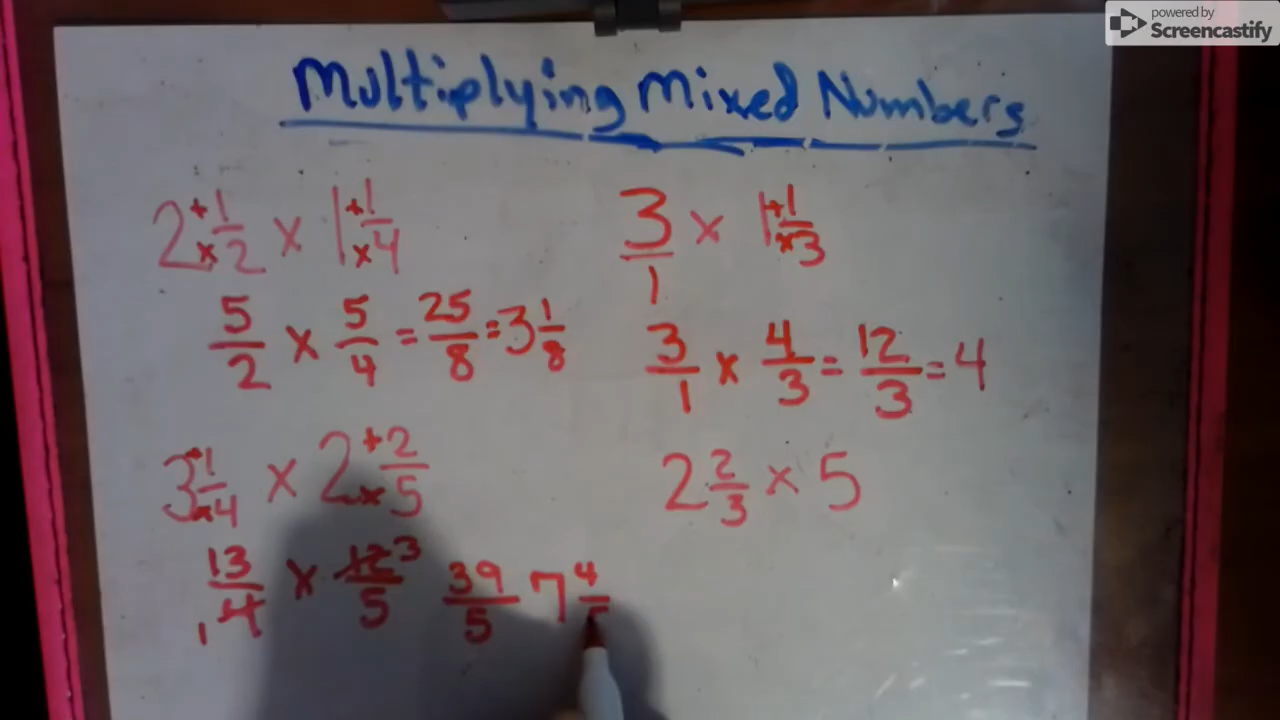 powered by
Screencastify
Multiplying Mixed Numbers
2 + 1/2 x × 1 + 1/4 x
5/2 × 5/4 = 25/8 = 3 1/8
3/1 × 1 + 1/3 x
3/1 × 4/3 = 12/3 = 4
3 + 1/4 x × 2 + 2/5 x
13/4 1 × 12/5 3 39/5 7 4/5
2 2/3 × 5